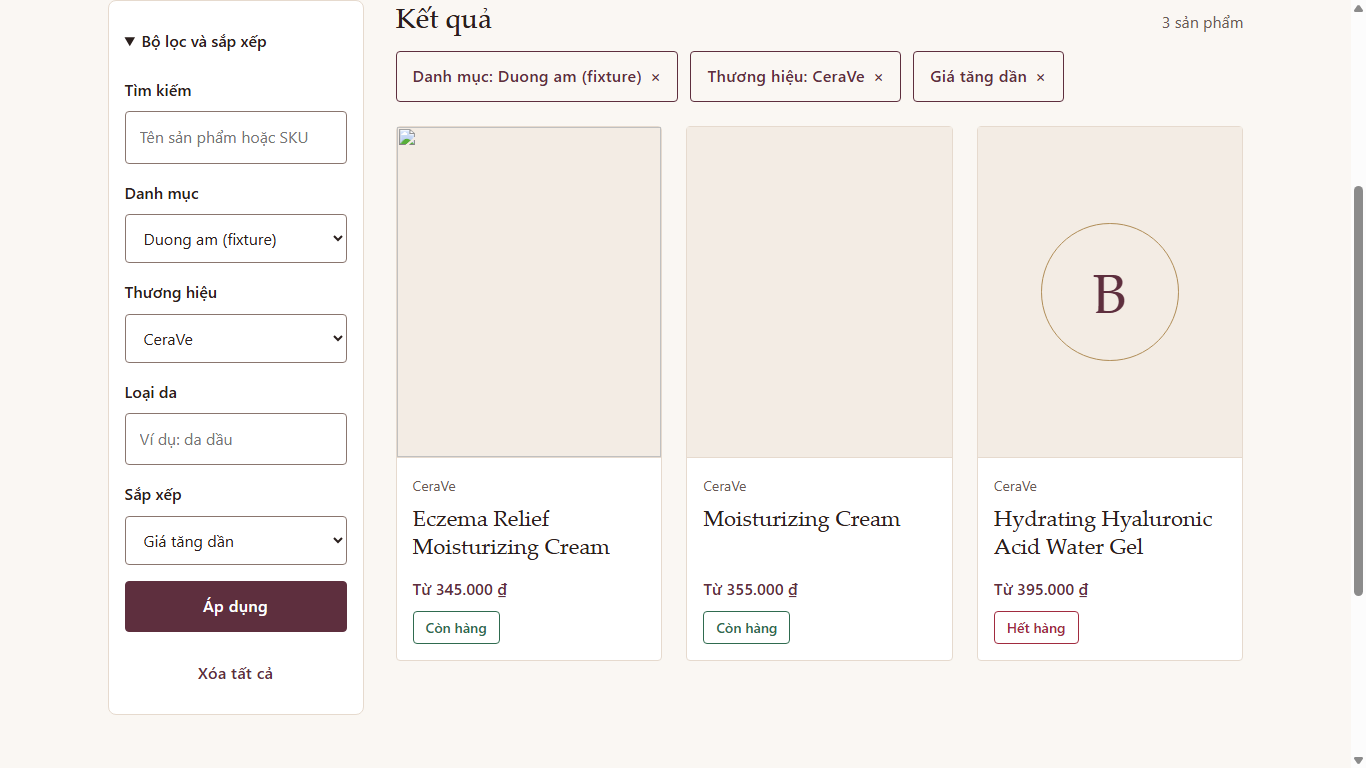 Bộ lọc và sắp xếp
Tìm kiếm
Tên sản phẩm hoặc SKU
Danh mục
Duong am (fixture)
Thương hiệu
CeraVe
Loại da
Ví dụ: da dầu
Sắp xếp
Giá tăng dần
Áp dụng
Xóa tất cả
Kết quả
3 sản phẩm
Danh mục: Duong am (fixture) ×
Thương hiệu: CeraVe ×
Giá tăng dần ×
CeraVe
Eczema Relief
Moisturizing Cream
Từ 345.000 ₫
Còn hàng
CeraVe
Moisturizing Cream
Từ 355.000 ₫
Còn hàng
B
CeraVe
Hydrating Hyaluronic
Acid Water Gel
Từ 395.000 ₫
Hết hàng